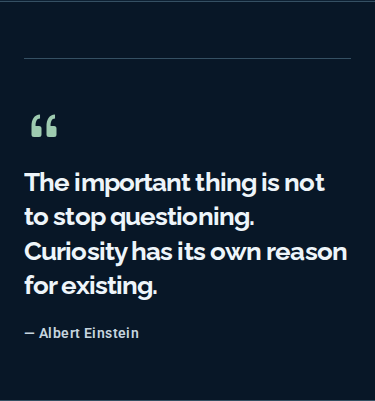 “
The important thing is not
to stop questioning.
Curiosity has its own reason
for existing.
— Albert Einstein